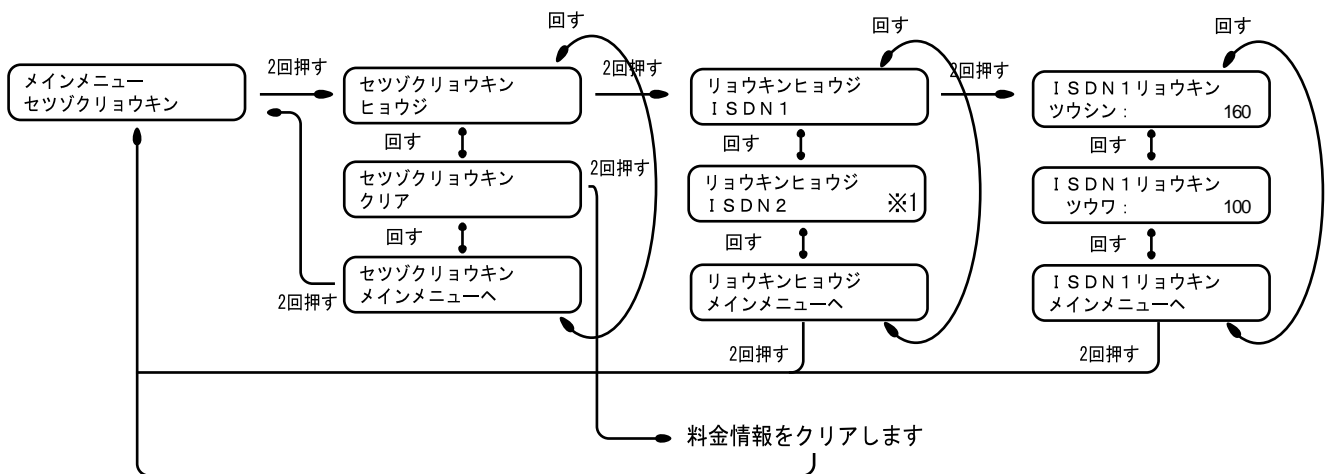 回す
回す
回す
2回押す
2回押す
2回押す
メインメニュー
セツゾクリョウキン
セツゾクリョウキン
ヒョウジ
リョウキンヒョウジ
ISDN1
ISDN1リョウキン
ツウシン: 160
回す
回す
回す
2回押す
セツゾクリョウキン
クリア
リョウキンヒョウジ
ISDN2 ※1
ISDN1リョウキン
ツウワ: 100
回す
回す
回す
セツゾクリョウキン
メインメニューへ
リョウキンヒョウジ
メインメニューへ
ISDN1リョウキン
メインメニューへ
2回押す
2回押す
2回押す
料金情報をクリアします